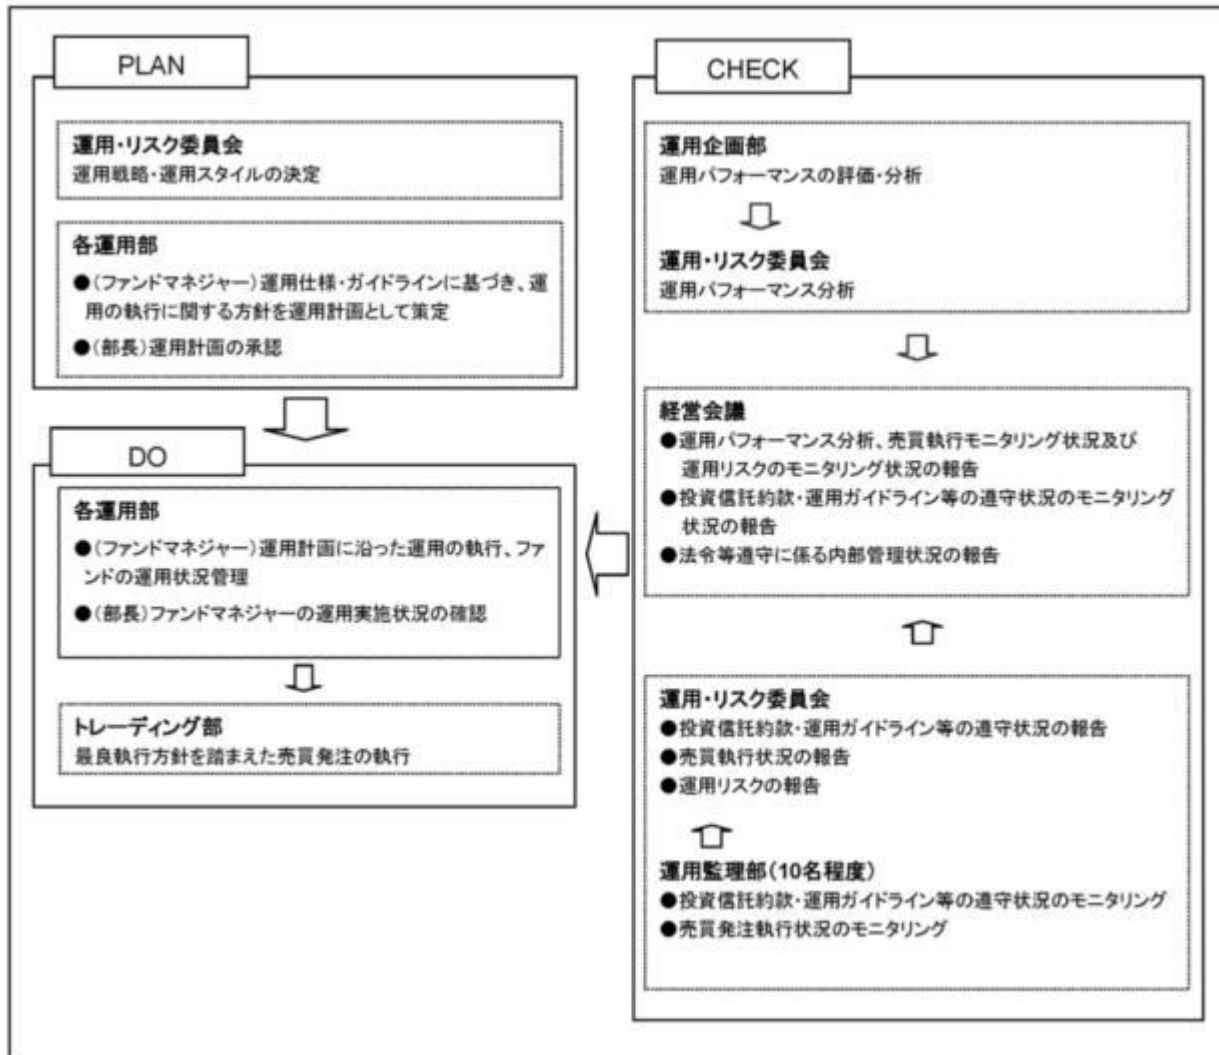 PLAN
運用・リスク委員会
運用戦略・運用スタイルの決定
各運用部
●(ファンドマネジャー)運用仕様・ガイドラインに基づき、運
用の執行に関する方針を運用計画として策定
●(部長)運用計画の承認
DO
各運用部
●(ファンドマネジャー)運用計画に沿った運用の執行、ファ
ンドの運用状況管理
●(部長)ファンドマネジャーの運用実施状況の確認
トレーディング部
最良執行方針を踏まえた売買発注の執行
CHECK
運用企画部
運用パフォーマンスの評価・分析
運用・リスク委員会
運用パフォーマンス分析
経営会議
●運用パフォーマンス分析、売買執行モニタリング状況及び
運用リスクのモニタリング状況の報告
●投資信託約款・運用ガイドライン等の遵守状況のモニタリング
状況の報告
●法令等遵守に係る内部管理状況の報告
運用・リスク委員会
●投資信託約款・運用ガイドライン等の遵守状況の報告
●売買執行状況の報告
●運用リスクの報告
運用監理部(10名程度)
●投資信託約款・運用ガイドライン等の遵守状況のモニタリング
●売買発注執行状況のモニタリング